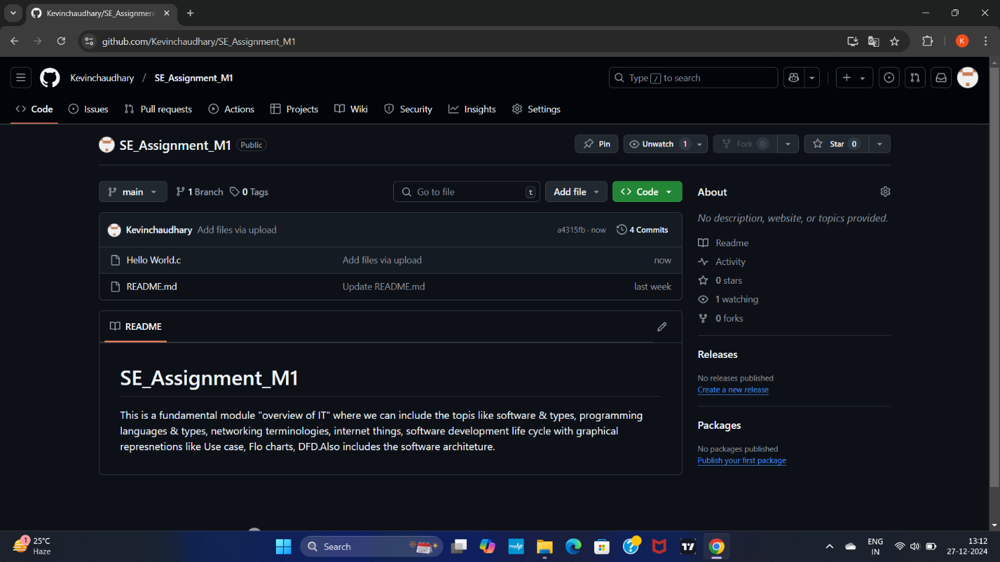 Kevinchaudhary/SE_Assignment
github.com/Kevinchaudhary/SE_Assignment_M1
K
Kevinchaudhary / SE_Assignment_M1
Type / to search
Code Issues Pull requests Actions Projects Wiki Security Insights Settings
SE_Assignment_M1 Public
Pin Unwatch 1 Fork 0 Star 0
main 1 Branch 0 Tags
Go to file t Add file Code
Kevinchaudhary Add files via upload a4315fb · now 4 Commits
Hello World.c Add files via upload now
README.md Update README.md last week
README
SE_Assignment_M1
This is a fundamental module "overview of IT" where we can include the topis like software & types, programming
languages & types, networking terminologies, internet things, software development life cycle with graphical
represnetions like Use case, Flo charts, DFD.Also includes the software architeture.
About
No description, website, or topics provided.
Readme
Activity
0 stars
1 watching
0 forks
Releases
No releases published
Create a new release
Packages
No packages published
Publish your first package
1
25°C
Haze
Search
myhp
ENG
IN
13:12
27-12-2024